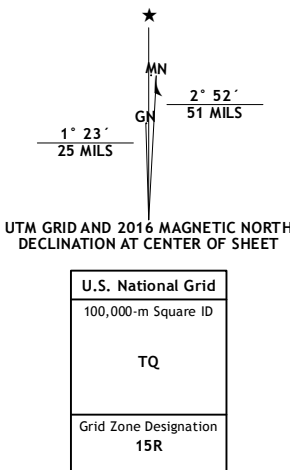 ★
MN
GN
2° 52´
51 MILS
1° 23´
25 MILS
UTM GRID AND 2016 MAGNETIC NORTH
DECLINATION AT CENTER OF SHEET
U.S. National Grid
100,000-m Square ID
TQ
Grid Zone Designation
15R